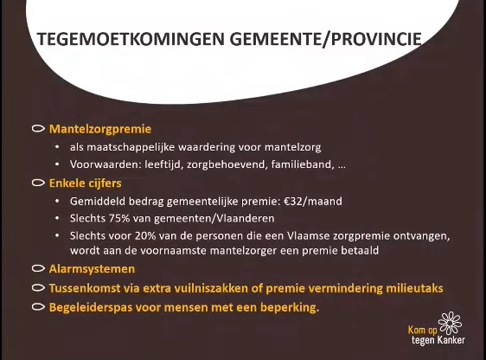 TEGEMOETKOMINGEN GEMEENTE/PROVINCIE
Mantelzorgpremie
• als maatschappelijke waardering voor mantelzorg
• Voorwaarden: leeftijd, zorgbehoevend, familieband, ...
Enkele cijfers
• Gemiddeld bedrag gemeentelijke premie: €32/maand
• Slechts 75% van gemeenten/Vlaanderen
• Slechts voor 20% van de personen die een Vlaamse zorgpremie ontvangen,
wordt aan de voornaamste mantelzorger een premie betaald
Alarmsystemen
Tussenkomst via extra vuilniszakken of premie vermindering milieutaks
Begeleiderspas voor mensen met een beperking.
Kom op
tegen Kanker